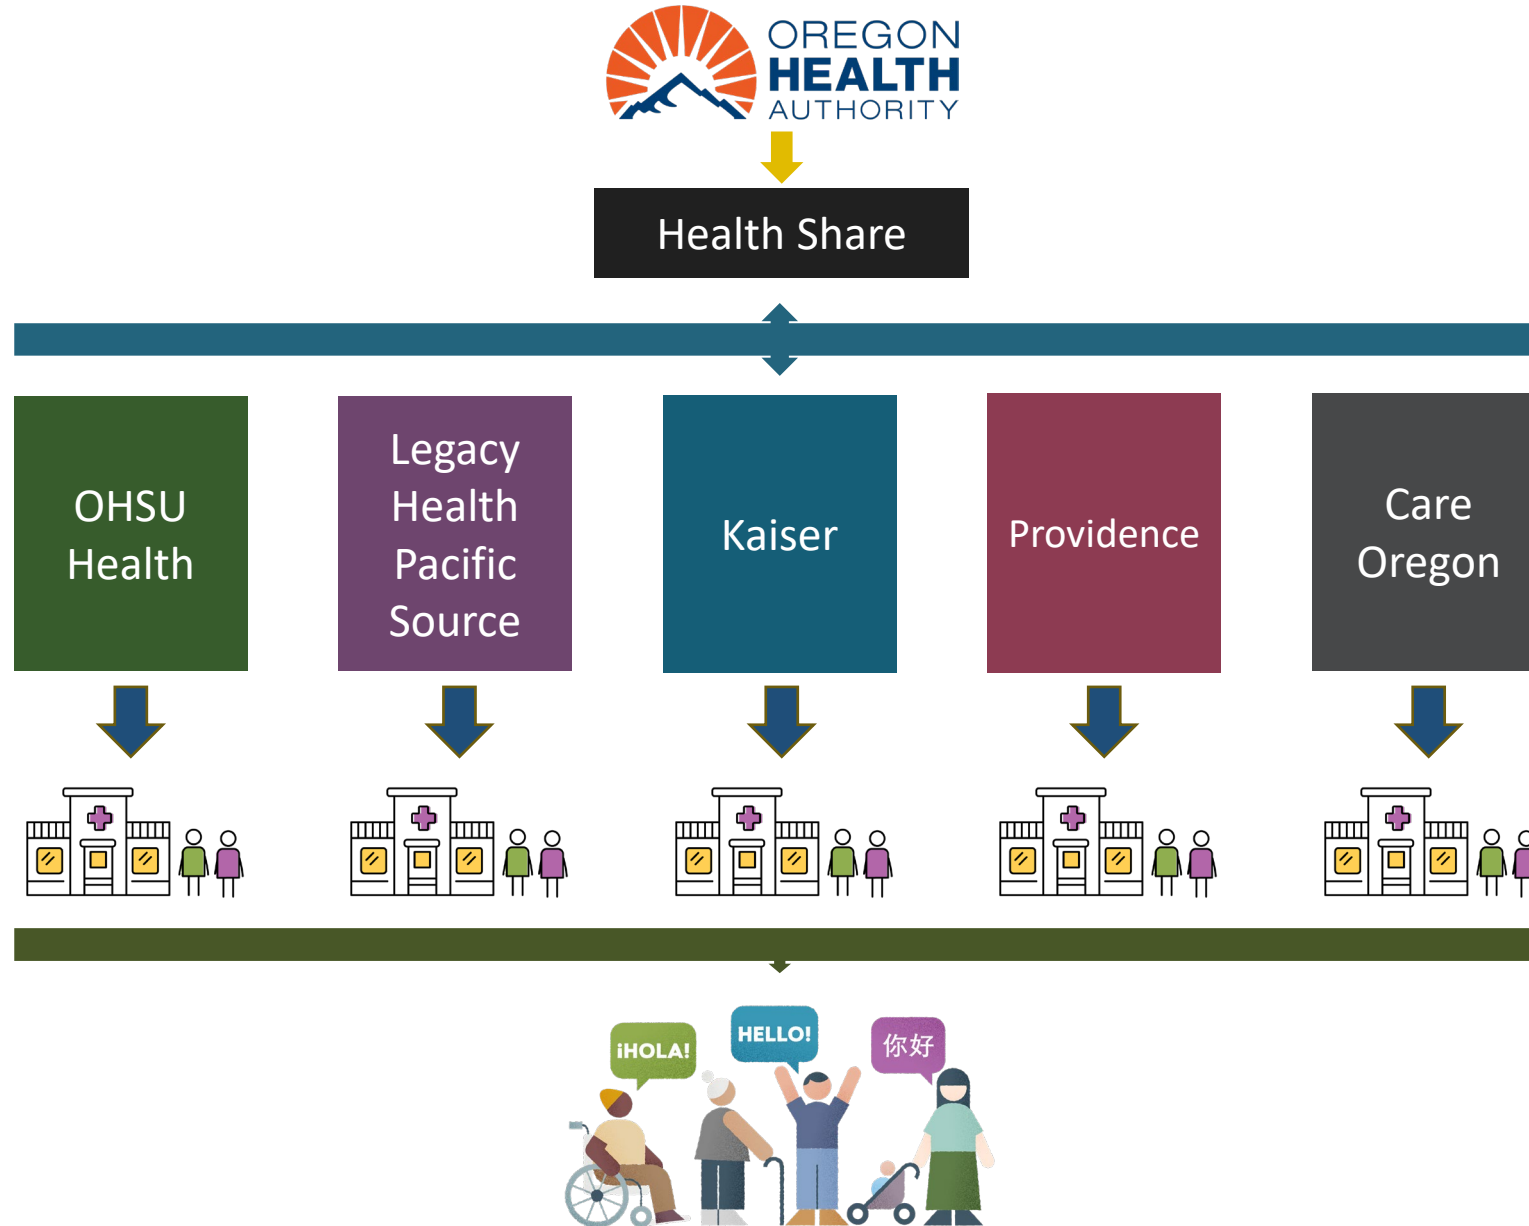 OREGON
HEALTH
AUTHORITY
Health Share
OHSU
Health
Legacy
Health
Pacific
Source
Kaiser
Providence
Care
Oregon
¡HOLA!
HELLO!
你好